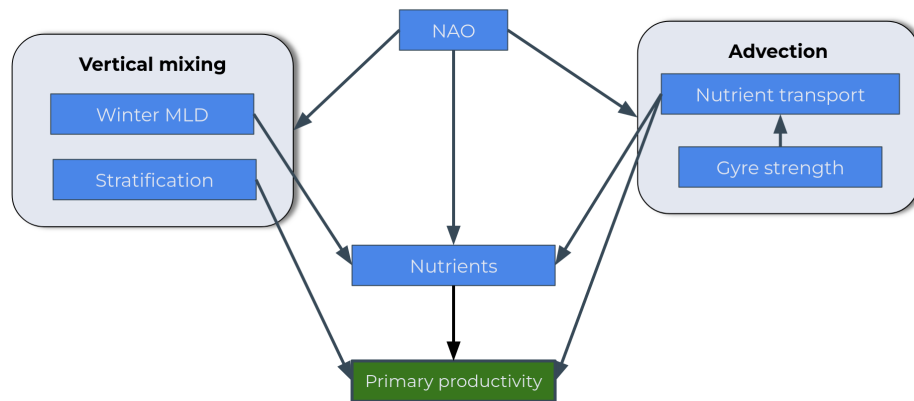 NAO
Vertical mixing
Winter MLD
Stratification
Advection
Nutrient transport
Gyre strength
Nutrients
Primary productivity